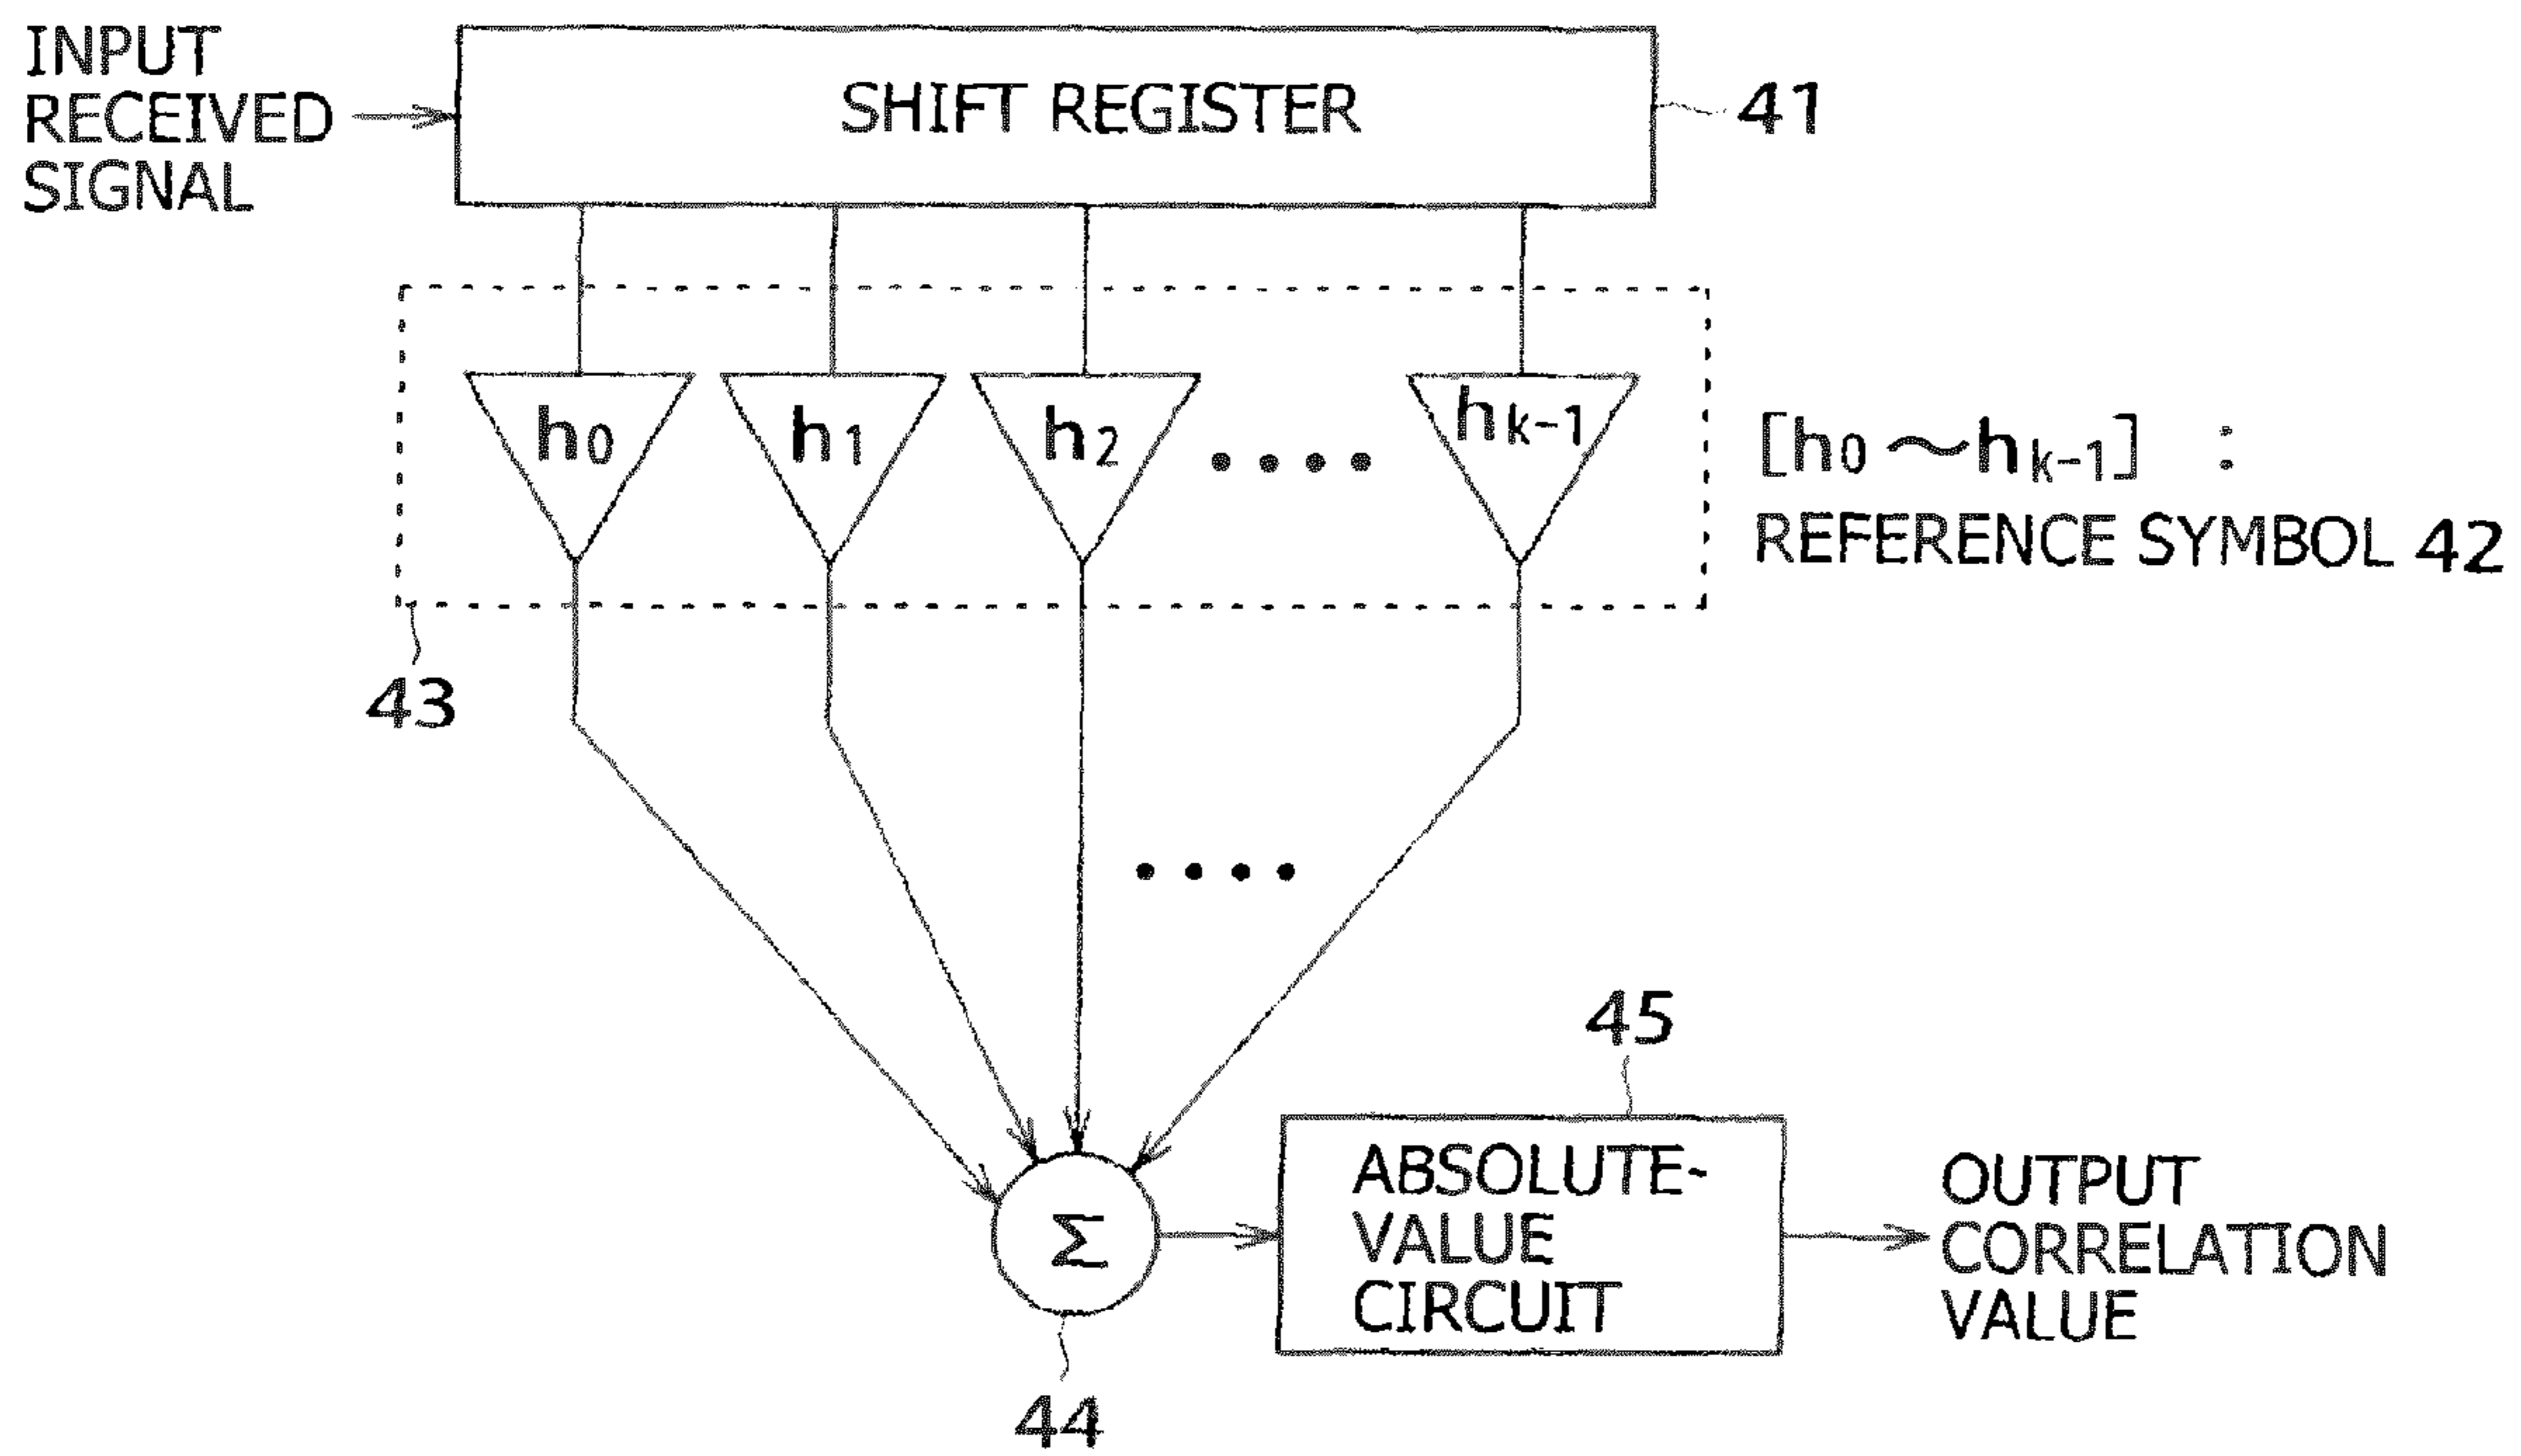 INPUT
RECEIVED
SIGNAL
SHIFT REGISTER
41
h0
h1
h2
....
hk-1
[h0 ~ hk-1] :
REFERENCE SYMBOL 42
43
....
45
Σ
ABSOLUTE-
VALUE
CIRCUIT
OUTPUT
CORRELATION
VALUE
44